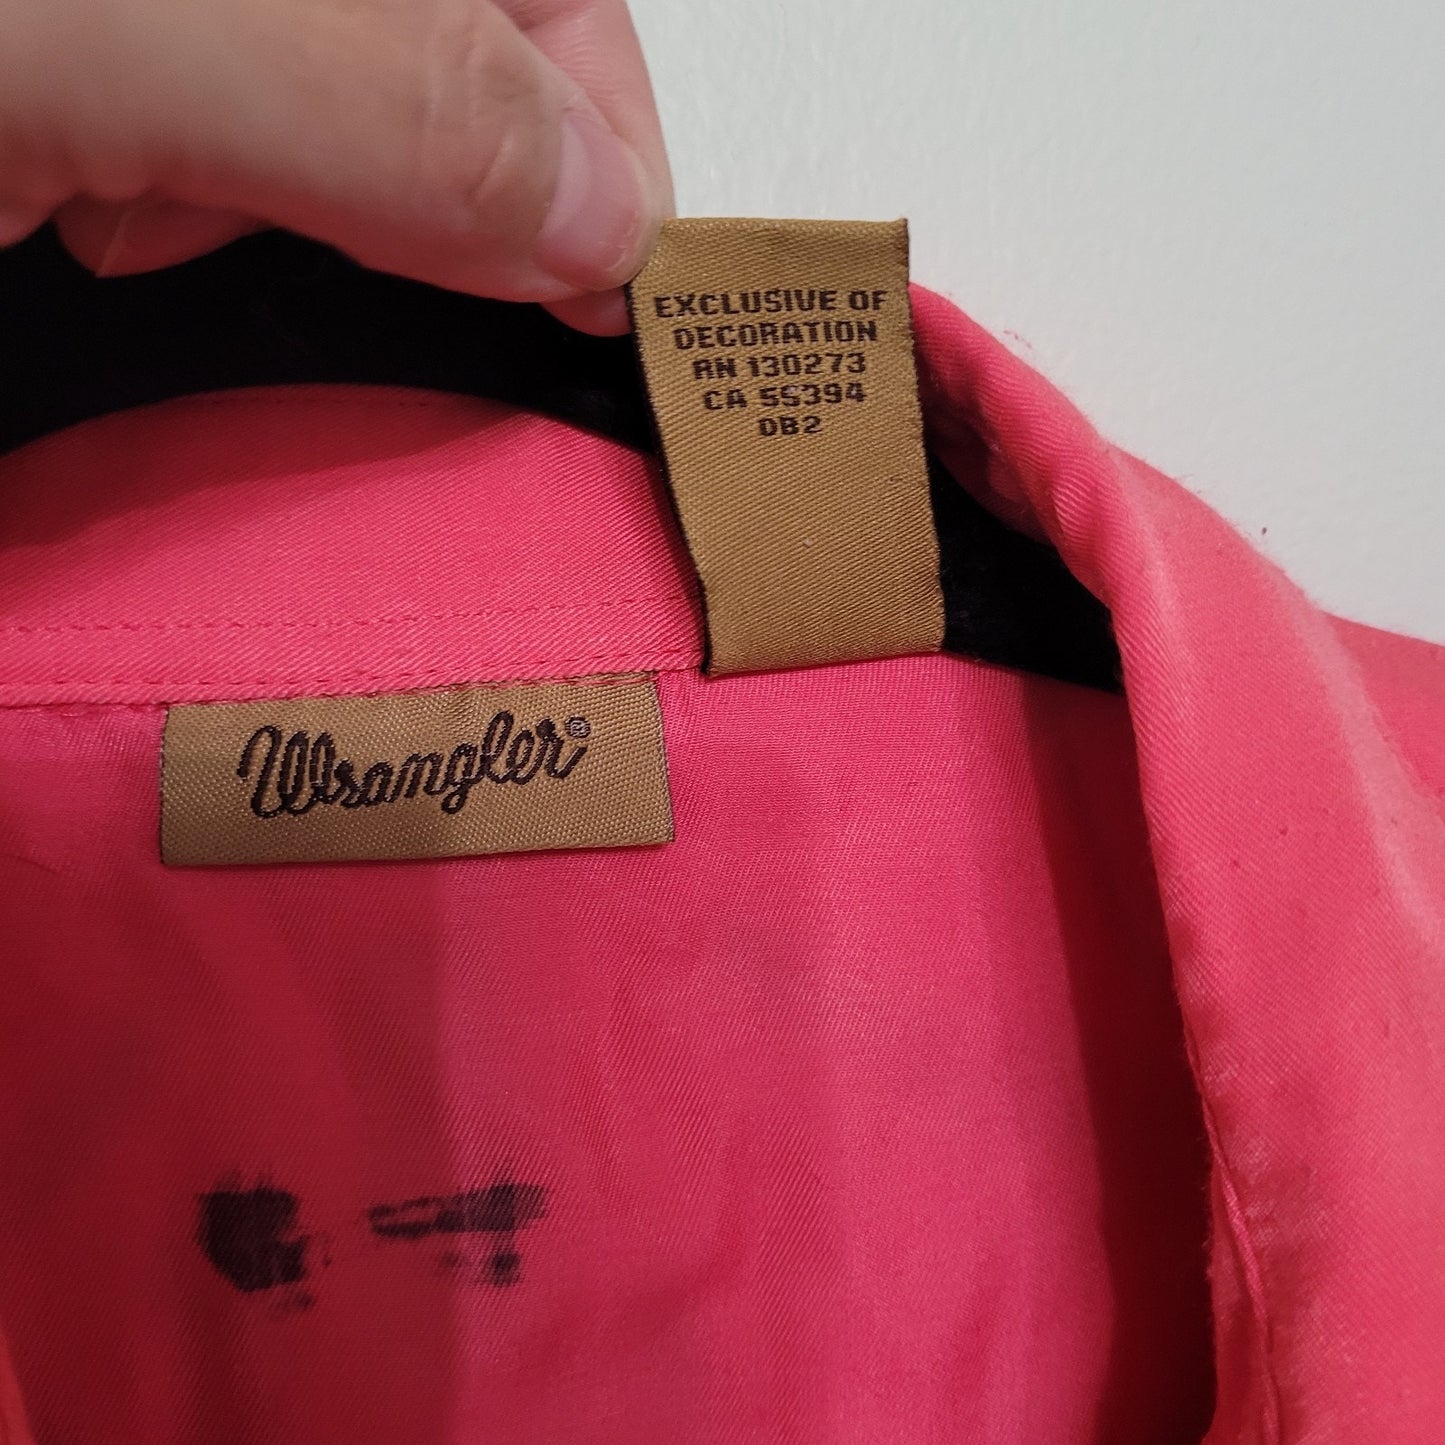 EXCLUSIVE OF
DECORATION
RN 130273
CA 55394
DB2
Wrangler®